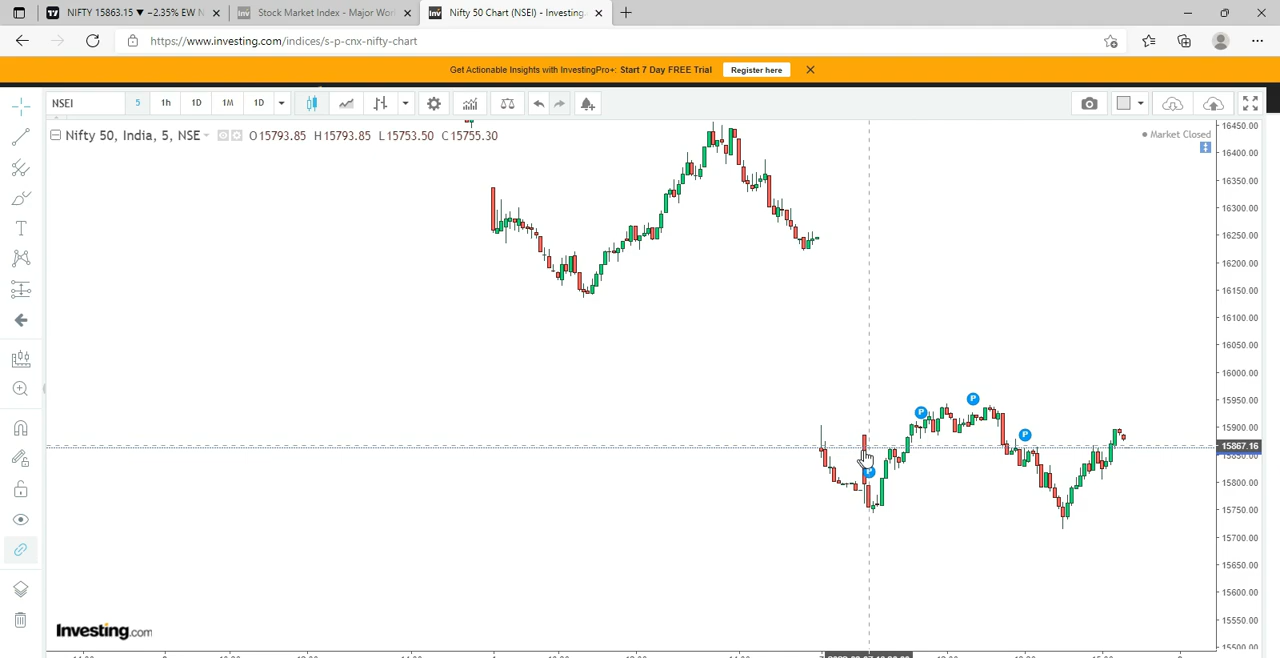 NIFTY 15863.15 ▼ −2.35% EW N
Stock Market Index - Major Wor
Nifty 50 Chart (NSEI) - Investing.
https://www.investing.com/indices/s-p-cnx-nifty-chart
Get Actionable Insights with InvestingPro+: Start 7 Day FREE Trial
Register here
NSEI 5 1h 1D 1M 1D
Nifty 50, India, 5, NSE O15793.85 H15793.85 L15753.50 C15755.30
Market Closed
16450.00
16400.00
16350.00
16300.00
16250.00
16200.00
16150.00
16100.00
16050.00
16000.00
15950.00
15900.00
15867.16
15800.00
15750.00
15700.00
15650.00
15600.00
15550.00
15500.00
P
P
P
P
Investing.com